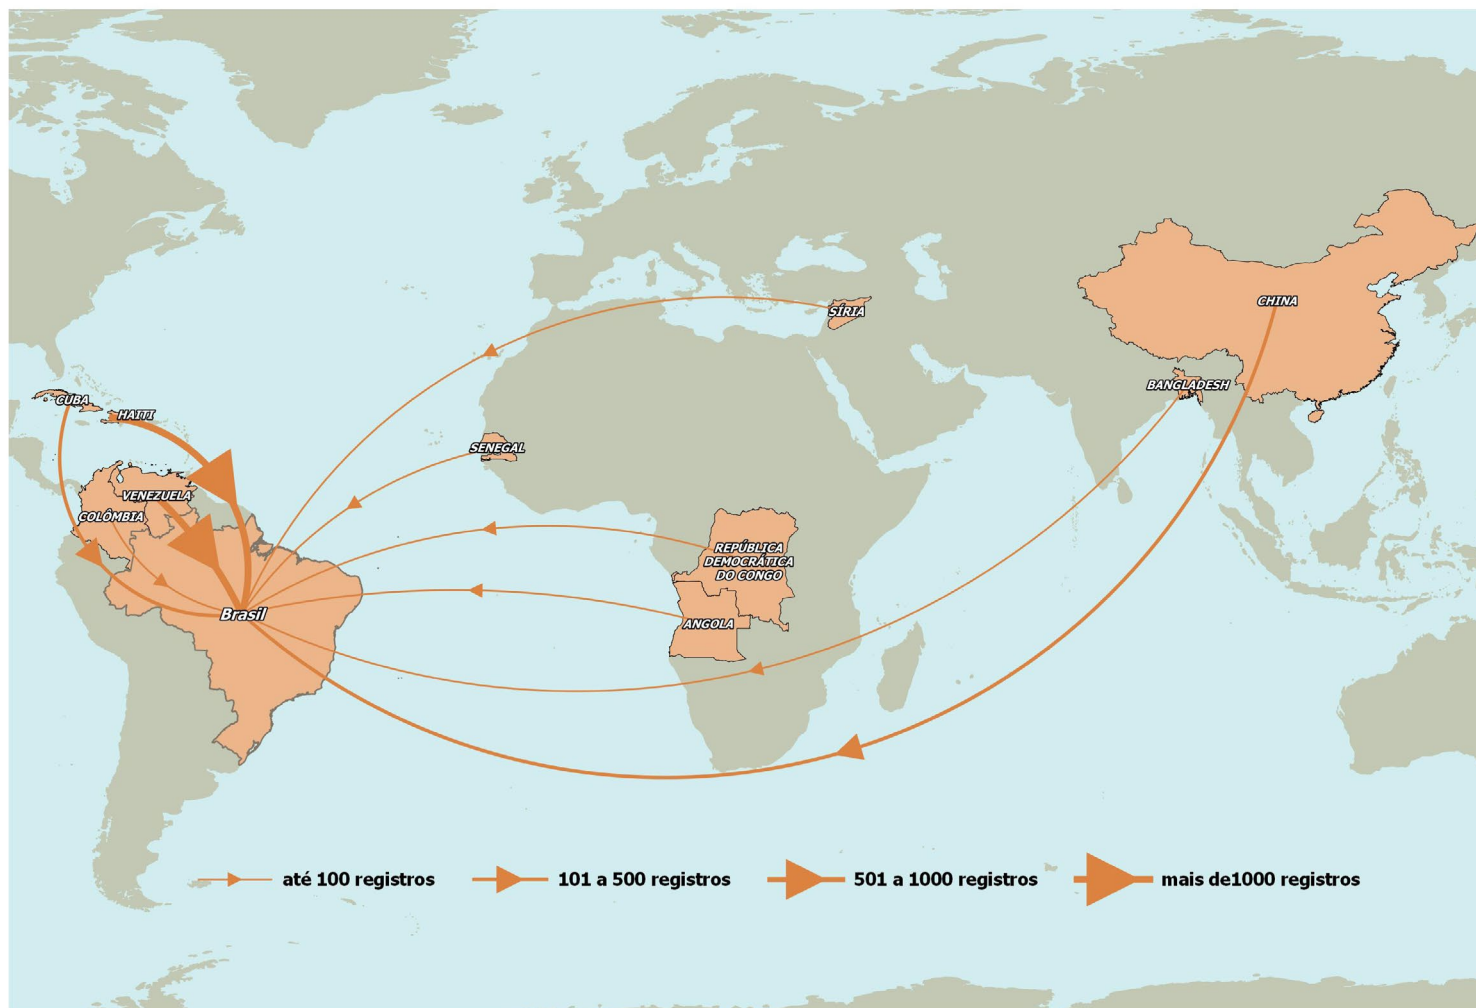 SÍRIA
CHINA
BANGLADESH
CUBA
HAITI
SENEGAL
VENEZUELA
COLÔMBIA
REPÚBLICA
DEMOCRÁTICA
DO CONGO
Brasil
ANGOLA
até 100 registros
101 a 500 registros
501 a 1000 registros
mais de1000 registros